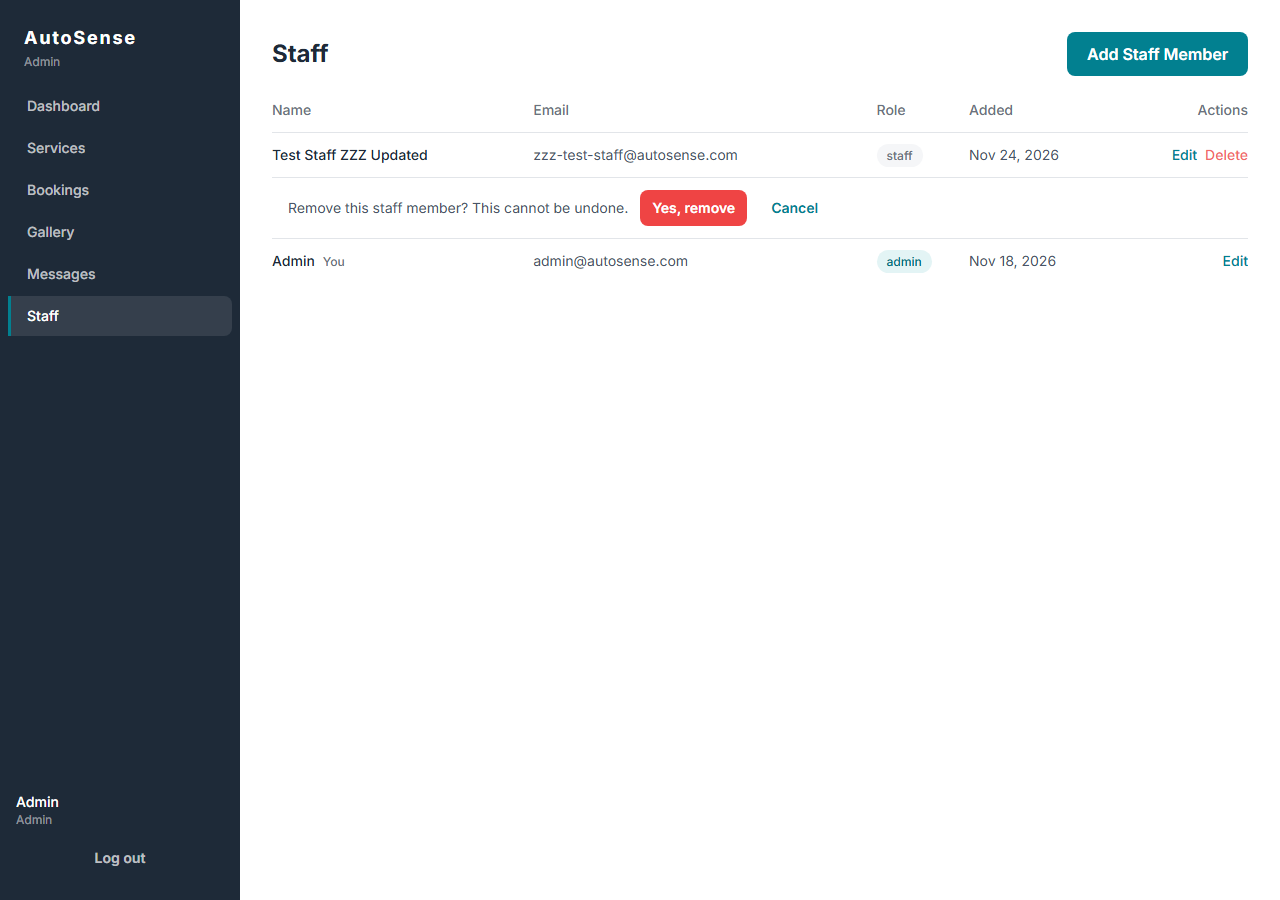 AutoSense
Admin
Dashboard
Services
Bookings
Gallery
Messages
Staff
Admin
Admin
Log out
Staff
Add Staff Member
Name Email Role Added Actions
Test Staff ZZZ Updated zzz-test-staff@autosense.com staff Nov 24, 2026 Edit Delete
Remove this staff member? This cannot be undone. Yes, remove Cancel
Admin You admin@autosense.com admin Nov 18, 2026 Edit